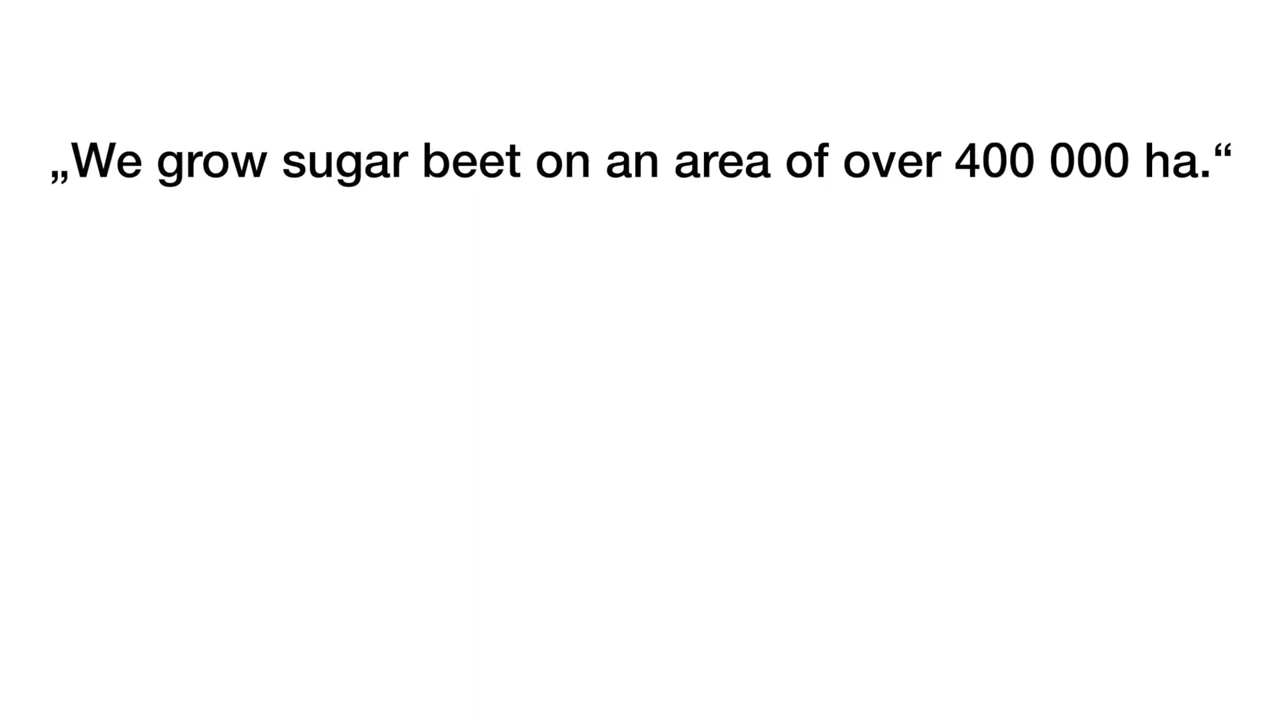 „We grow sugar beet on an area of over 400 000 ha.“